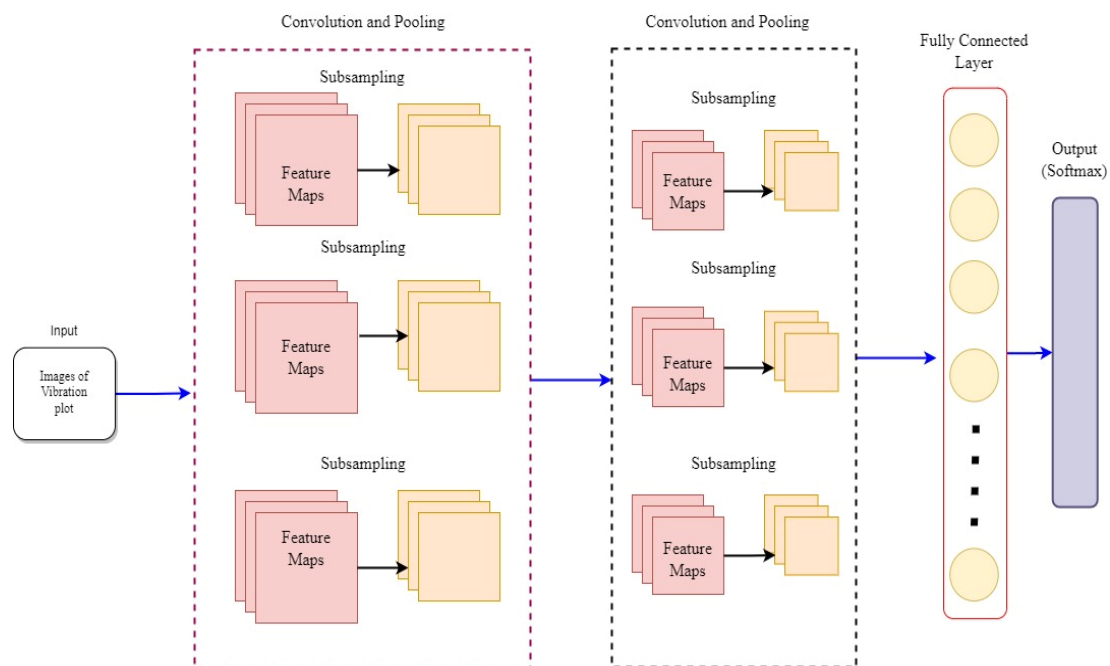 Convolution and Pooling
Convolution and Pooling
Fully Connected
Layer
Subsampling
Subsampling
Output
(Softmax)
Feature
Maps
Feature
Maps
Subsampling
Subsampling
Input
Images of
Vibration
plot
Feature
Maps
Feature
Maps
Subsampling
Subsampling
Feature
Maps
Feature
Maps